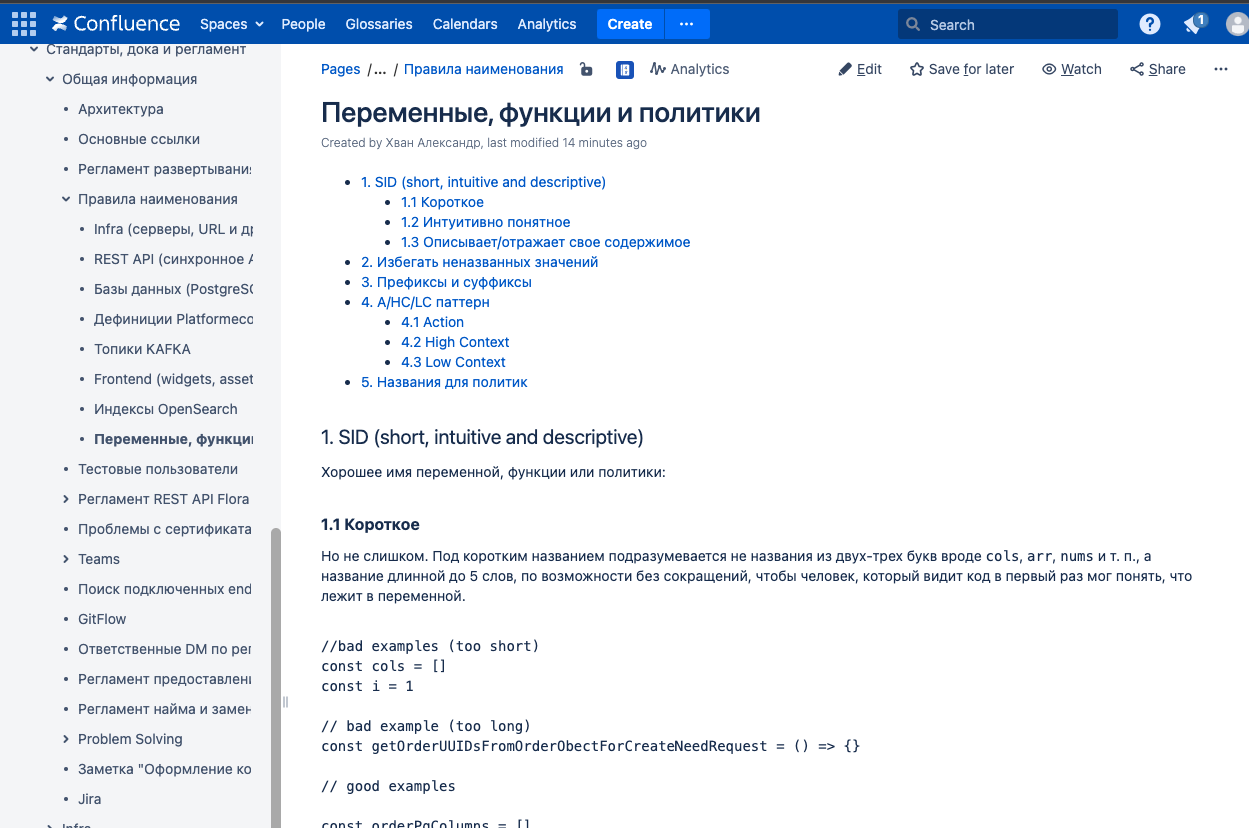 Confluence Spaces People Glossaries Calendars Analytics Create ... Search ? 1
Стандарты, дока и регламент
Общая информация
Архитектура
Основные ссылки
Регламент развертывани
Правила наименования
Infra (серверы, URL и др
REST API (синхронное A
Базы данных (PostgreSQ
Дефиниции Platformeco
Топики KAFKA
Frontend (widgets, asset
Индексы OpenSearch
Переменные, функци
Тестовые пользователи
Регламент REST API Flora
Проблемы с сертификата
Teams
Поиск подключенных end
GitFlow
Ответственные DM по рег
Регламент предоставлени
Регламент найма и замен
Problem Solving
Заметка "Оформление ко
Jira
Infra
Pages /... / Правила наименования Analytics Edit Save for later Watch Share ...
Переменные, функции и политики
Created by Хван Александр, last modified 14 minutes ago
1. SID (short, intuitive and descriptive)
1.1 Короткое
1.2 Интуитивно понятное
1.3 Описывает/отражает свое содержимое
2. Избегать неназванных значений
3. Префиксы и суффиксы
4. A/HC/LC паттерн
4.1 Action
4.2 High Context
4.3 Low Context
5. Названия для политик
1. SID (short, intuitive and descriptive)
Хорошее имя переменной, функции или политики:
1.1 Короткое
Но не слишком. Под коротким названием подразумевается не названия из двух-трех букв вроде cols, arr, nums и т. п., а
название длинной до 5 слов, по возможности без сокращений, чтобы человек, который видит код в первый раз мог понять, что
лежит в переменной.
//bad examples (too short)
const cols = []
const i = 1
// bad example (too long)
const getOrderUUIDsFromOrderObectForCreateNeedRequest = () => {}
// good examples
const orderPgColumns = []